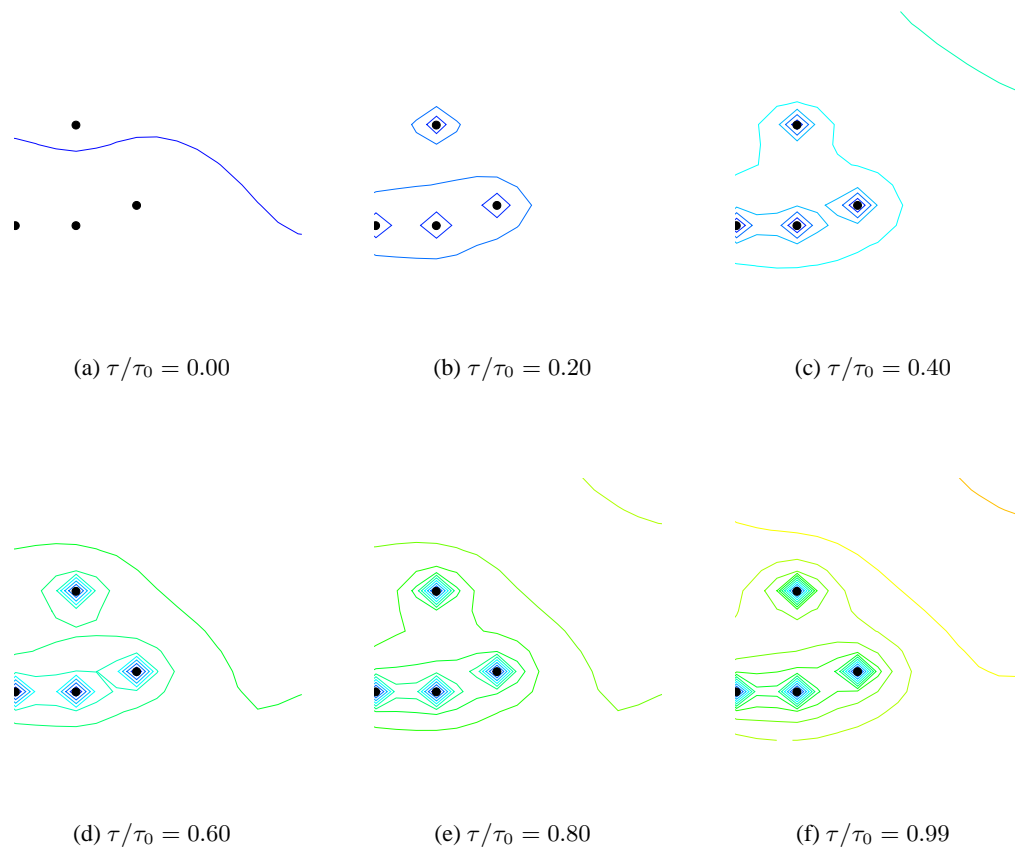 (a) τ/τ₀ = 0.00
(b) τ/τ₀ = 0.20
(c) τ/τ₀ = 0.40
(d) τ/τ₀ = 0.60
(e) τ/τ₀ = 0.80
(f) τ/τ₀ = 0.99